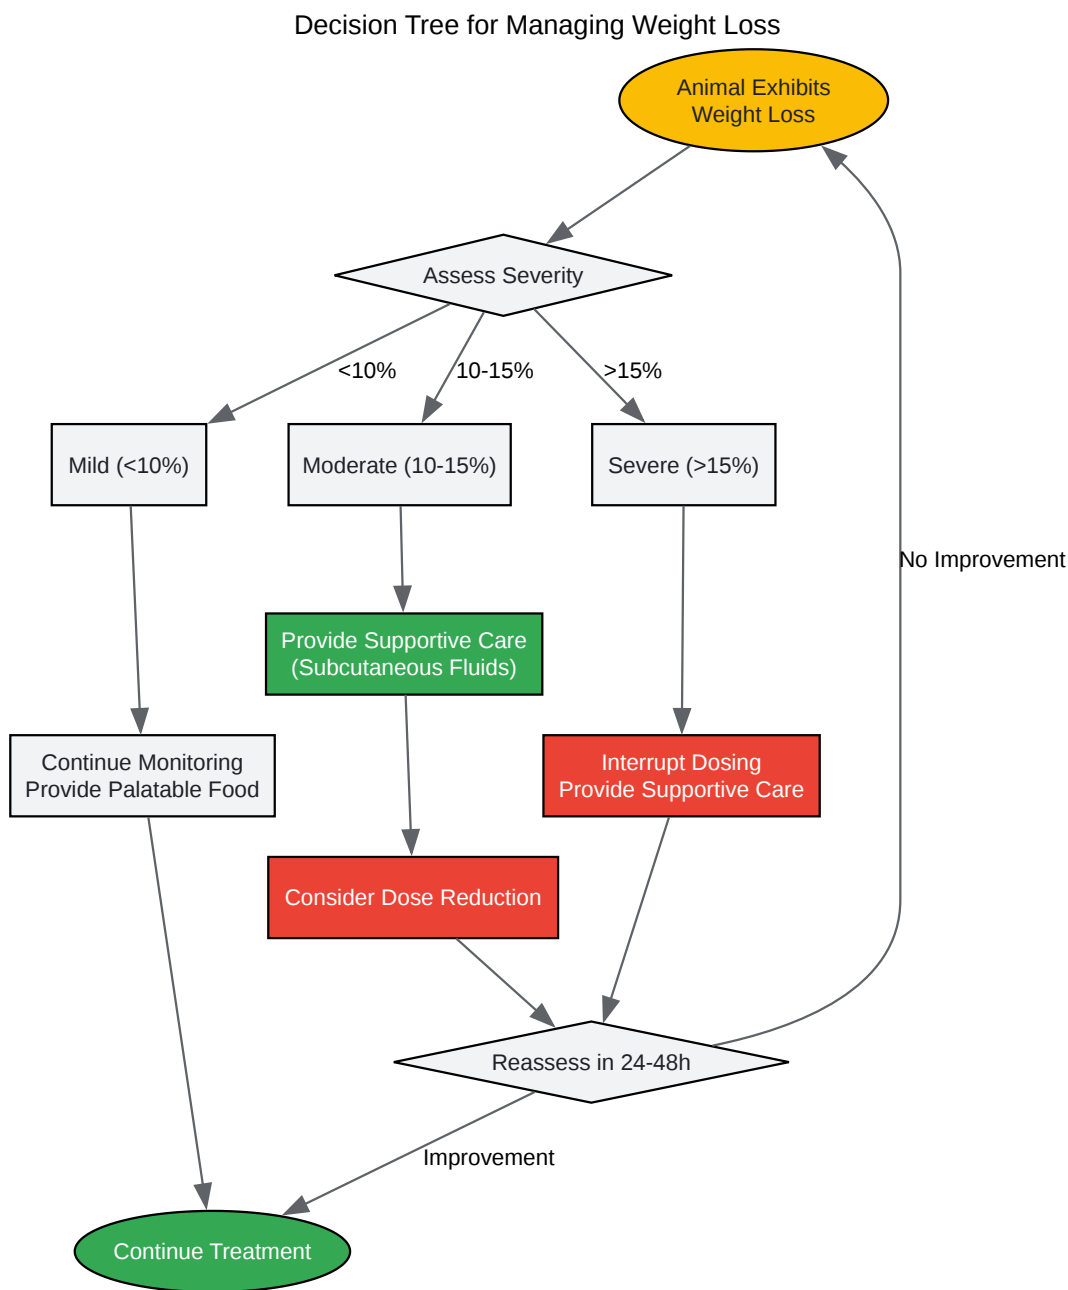 Decision Tree for Managing Weight Loss
Animal Exhibits
Weight Loss
Assess Severity
<10%
10-15%
>15%
Mild (<10%)
Moderate (10-15%)
Severe (>15%)
No Improvement
Provide Supportive Care
(Subcutaneous Fluids)
Continue Monitoring
Provide Palatable Food
Interrupt Dosing
Provide Supportive Care
Consider Dose Reduction
Reassess in 24-48h
Improvement
Continue Treatment